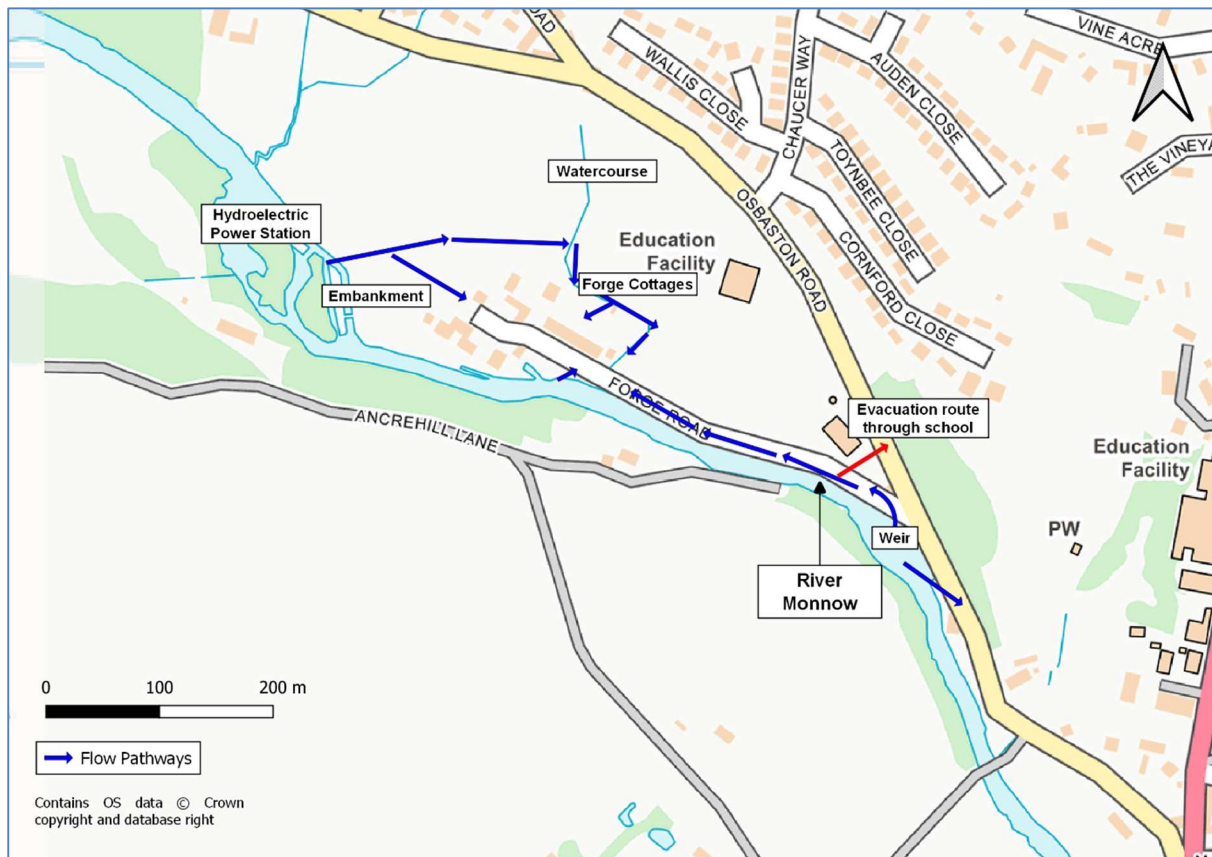 OAD
VINE ACRE
WALLIS CLOSE
CHAUCER WAY
AUDEN CLOSE
THE VINEYA
Watercourse
TOYNBEE CLOSE
Hydroelectric
Power Station
Education
Facility
OSBASTON ROAD
CORNFORD CLOSE
Forge Cottages
Embankment
FORGE ROAD
ANCREHILL LANE
Evacuation route
through school
Education
Facility
Weir
PW
River
Monnow
0 100 200 m
Flow Pathways
Contains OS data © Crown
copyright and database right